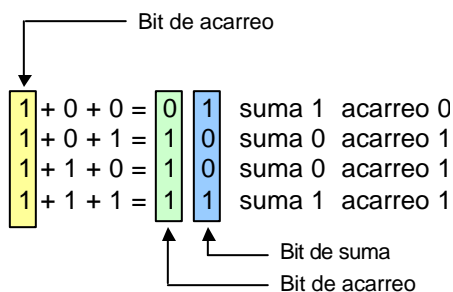 Bit de acarreo
1 + 0 + 0 = 0 1 suma 1 acarreo 0
1 + 0 + 1 = 1 0 suma 0 acarreo 1
1 + 1 + 0 = 1 0 suma 0 acarreo 1
1 + 1 + 1 = 1 1 suma 1 acarreo 1
Bit de suma
Bit de acarreo